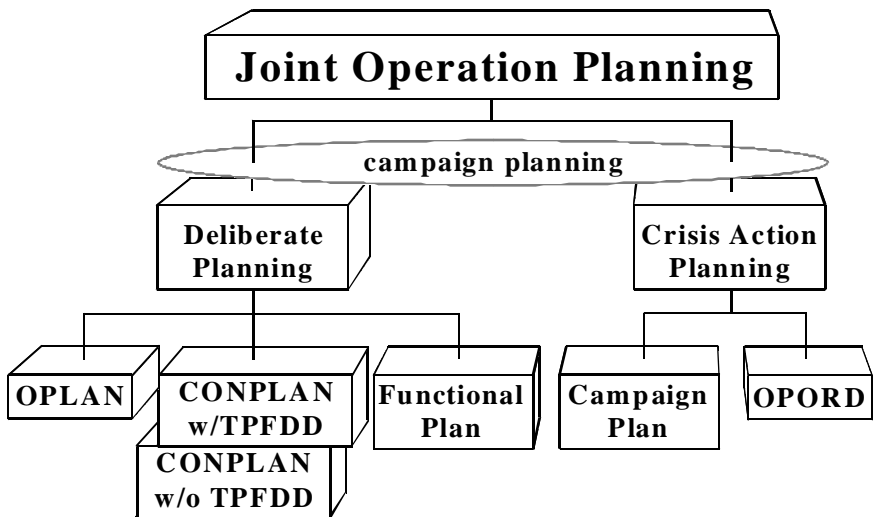 Joint Operation Planning
campaign planning
Deliberate
Planning
Crisis Action
Planning
OPLAN
CONPLAN
w/TPFDD
CONPLAN
w/o TPFDD
Functional
Plan
Campaign
Plan
OPORD